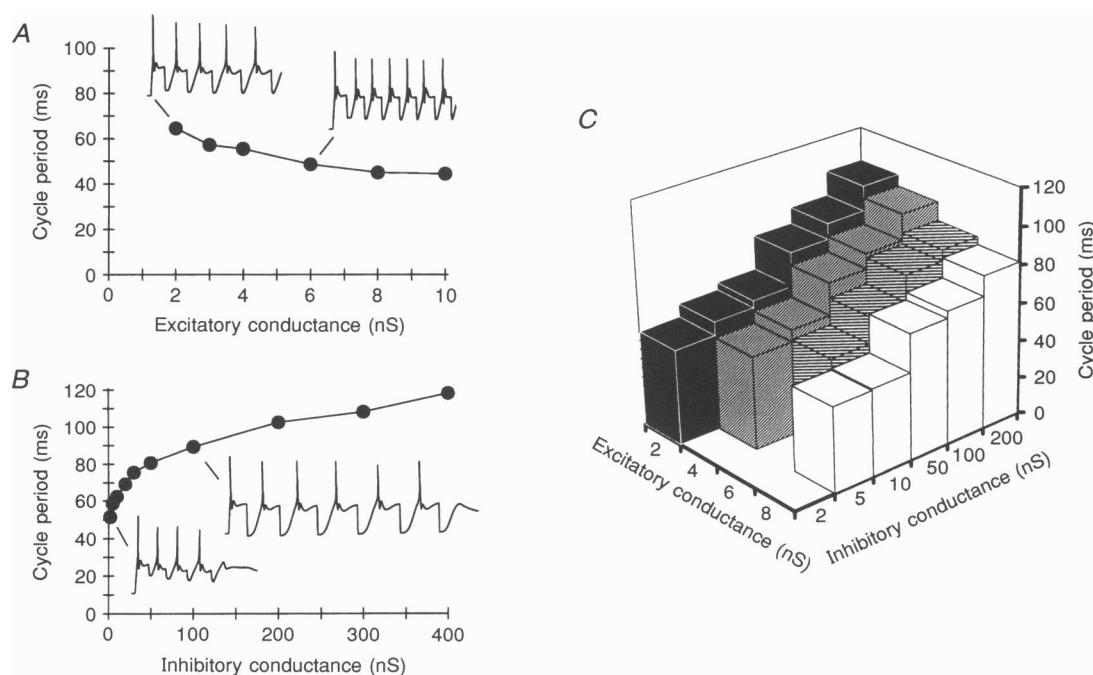 A
100
80
60
40
20
0
Cycle period (ms)
0 2 4 6 8 10
Excitatory conductance (nS)
B
120
100
80
60
40
20
0
Cycle period (ms)
0 100 200 300 400
Inhibitory conductance (nS)
C
120
100
80
60
40
20
0
Cycle period (ms)
2 4 6 8
Excitatory conductance (nS)
2 5 10 50 100 200
Inhibitory conductance (nS)